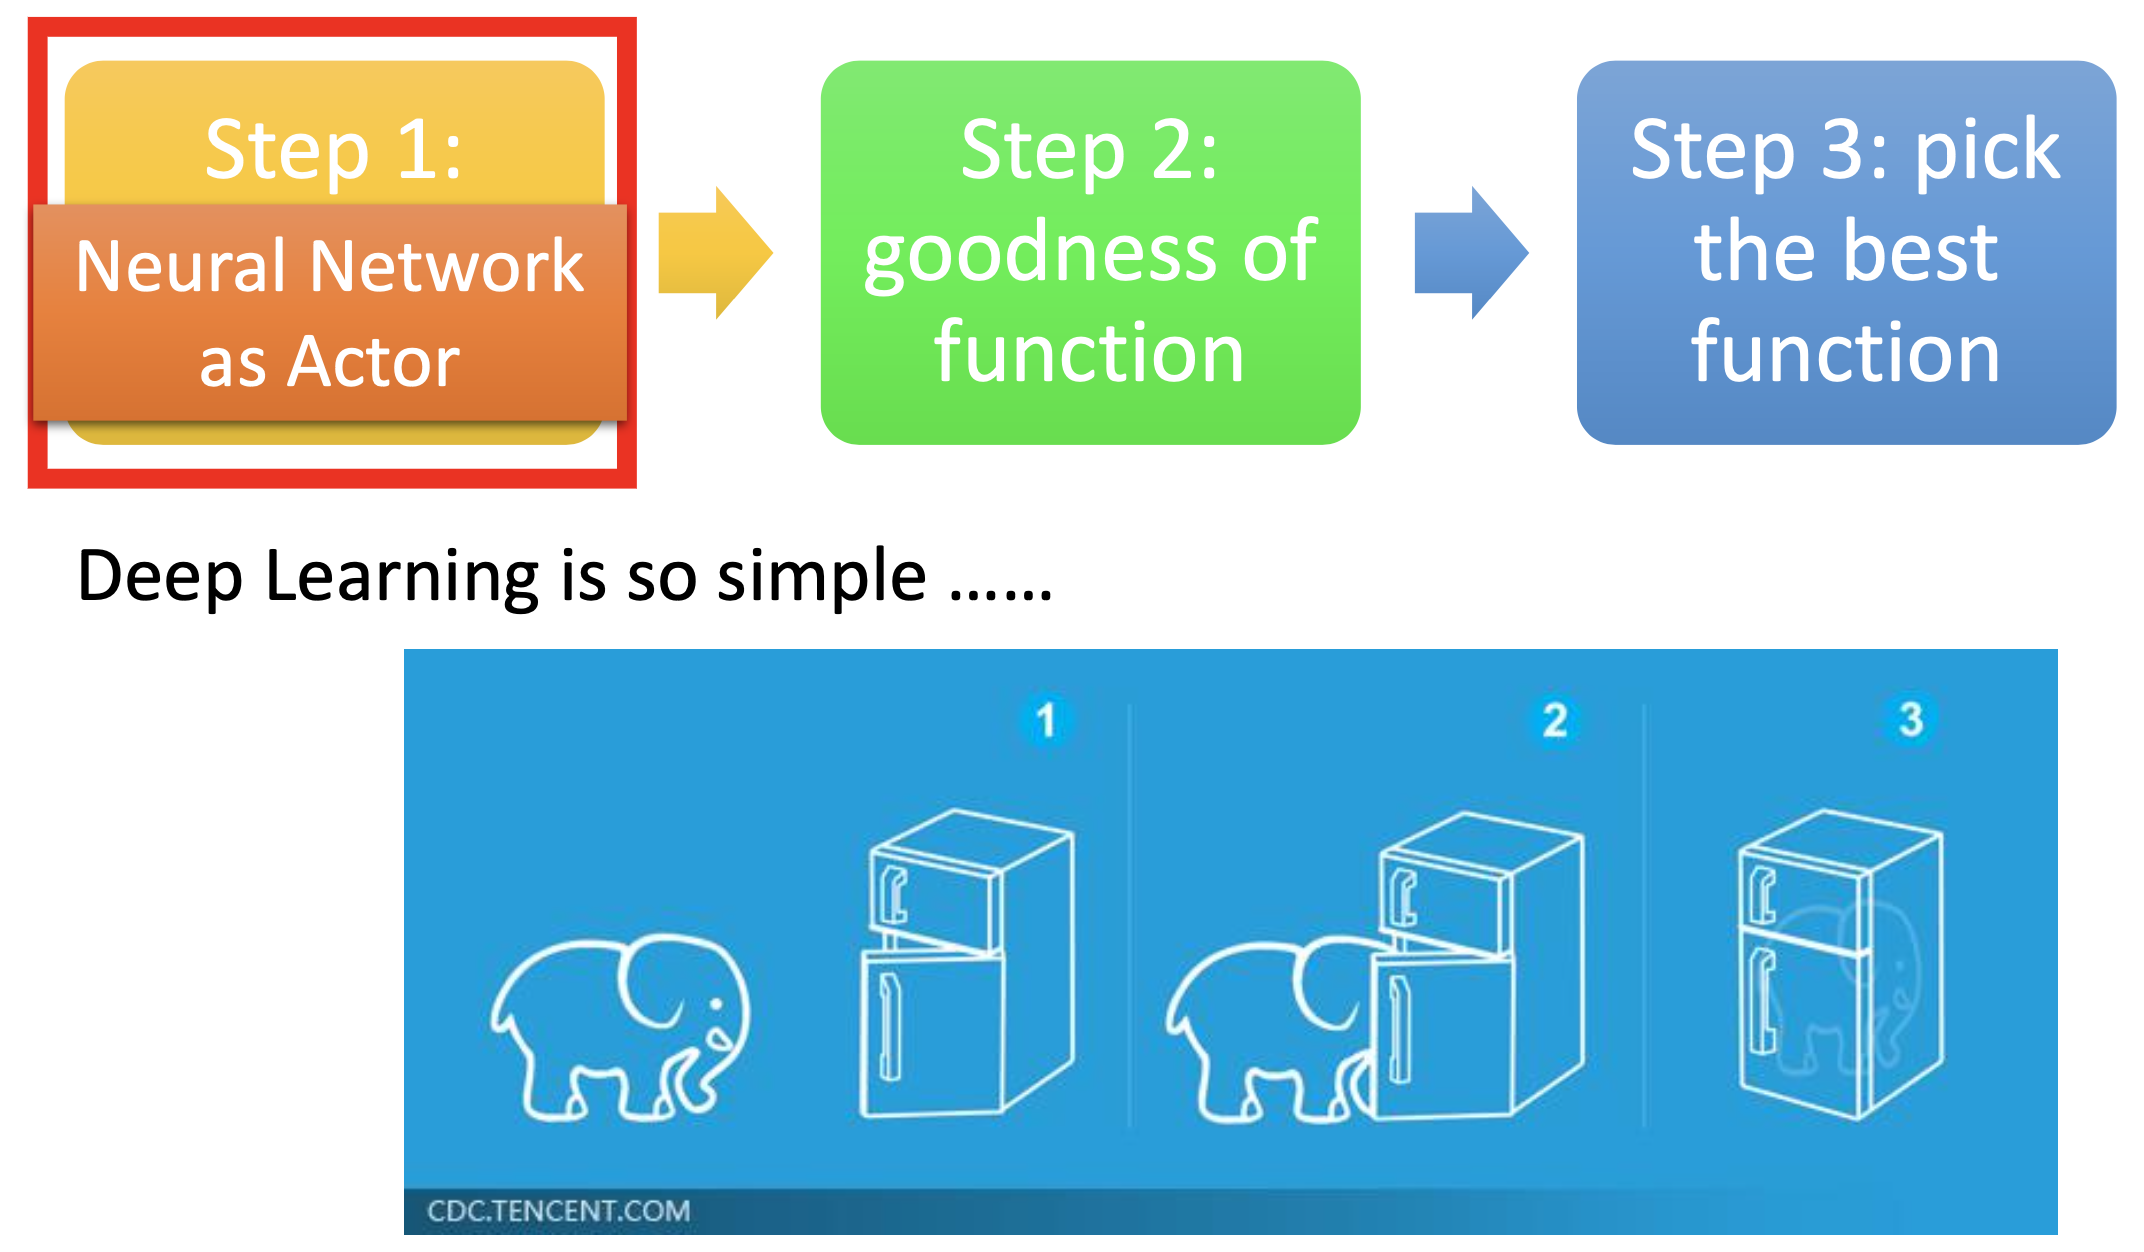 Step 1:
Neural Network
as Actor
Step 2:
goodness of
function
Step 3: pick
the best
function
Deep Learning is so simple ……
1
2
3
CDC.TENCENT.COM